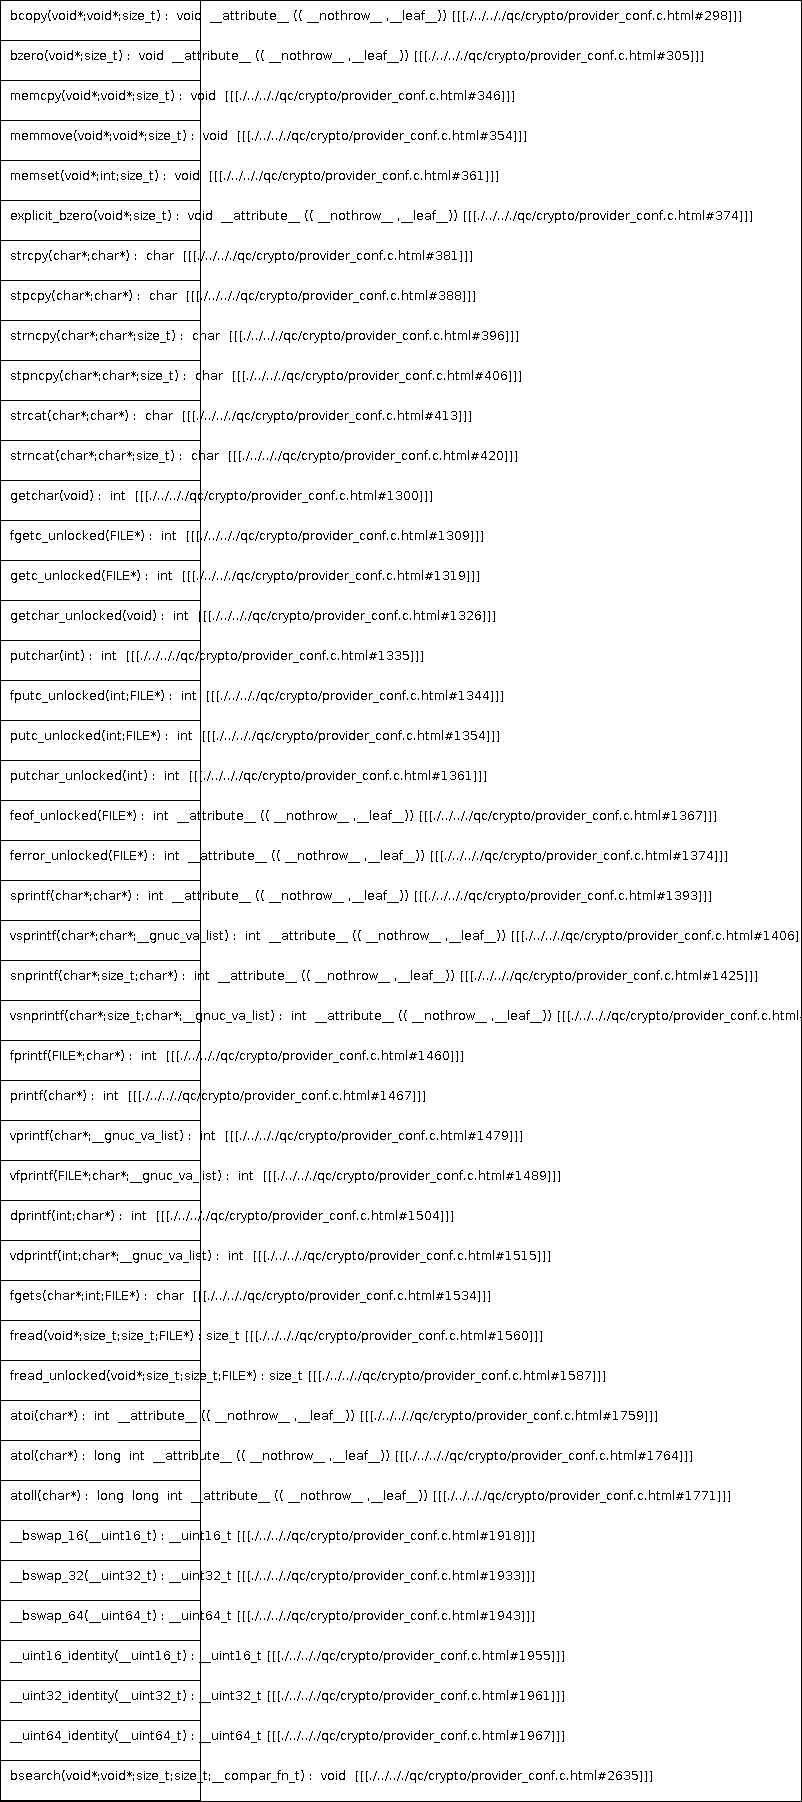 bcopy(void*;void*;size_t) :  void  __attribute__ (( __nothrow__ ,__leaf__)) [[[./../.././qc/crypto/provider_conf.c.html#298]]]
bzero(void*;size_t) :  void  __attribute__ (( __nothrow__ ,__leaf__)) [[[./../.././qc/crypto/provider_conf.c.html#305]]]
memcpy(void*;void*;size_t) :  void  [[[./../.././qc/crypto/provider_conf.c.html#346]]]
memmove(void*;void*;size_t) :  void  [[[./../.././qc/crypto/provider_conf.c.html#354]]]
memset(void*;int;size_t) :  void  [[[./../.././qc/crypto/provider_conf.c.html#361]]]
explicit_bzero(void*;size_t) :  void  __attribute__ (( __nothrow__ ,__leaf__)) [[[./../.././qc/crypto/provider_conf.c.html#374]]]
strcpy(char*;char*) :  char  [[[./../.././qc/crypto/provider_conf.c.html#381]]]
stpcpy(char*;char*) :  char  [[[./../.././qc/crypto/provider_conf.c.html#388]]]
strncpy(char*;char*;size_t) :  char  [[[./../.././qc/crypto/provider_conf.c.html#396]]]
stpncpy(char*;char*;size_t) :  char  [[[./../.././qc/crypto/provider_conf.c.html#406]]]
strcat(char*;char*) :  char  [[[./../.././qc/crypto/provider_conf.c.html#413]]]
strncat(char*;char*;size_t) :  char  [[[./../.././qc/crypto/provider_conf.c.html#420]]]
getchar(void) :  int  [[[./../.././qc/crypto/provider_conf.c.html#1300]]]
fgetc_unlocked(FILE*) :  int  [[[./../.././qc/crypto/provider_conf.c.html#1309]]]
getc_unlocked(FILE*) :  int  [[[./../.././qc/crypto/provider_conf.c.html#1319]]]
getchar_unlocked(void) :  int  [[[./../.././qc/crypto/provider_conf.c.html#1326]]]
putchar(int) :  int  [[[./../.././qc/crypto/provider_conf.c.html#1335]]]
fputc_unlocked(int;FILE*) :  int  [[[./../.././qc/crypto/provider_conf.c.html#1344]]]
putc_unlocked(int;FILE*) :  int  [[[./../.././qc/crypto/provider_conf.c.html#1354]]]
putchar_unlocked(int) :  int  [[[./../.././qc/crypto/provider_conf.c.html#1361]]]
feof_unlocked(FILE*) :  int  __attribute__ (( __nothrow__ ,__leaf__)) [[[./../.././qc/crypto/provider_conf.c.html#1367]]]
ferror_unlocked(FILE*) :  int  __attribute__ (( __nothrow__ ,__leaf__)) [[[./../.././qc/crypto/provider_conf.c.html#1374]]]
sprintf(char*;char*) :  int  __attribute__ (( __nothrow__ ,__leaf__)) [[[./../.././qc/crypto/provider_conf.c.html#1393]]]
vsprintf(char*;char*;__gnuc_va_list) :  int  __attribute__ (( __nothrow__ ,__leaf__)) [[[./../.././qc/crypto/provider_conf.c.html#1406]
snprintf(char*;size_t;char*) :  int  __attribute__ (( __nothrow__ ,__leaf__)) [[[./../.././qc/crypto/provider_conf.c.html#1425]]]
vsnprintf(char*;size_t;char*;__gnuc_va_list) :  int  __attribute__ (( __nothrow__ ,__leaf__)) [[[./../.././qc/crypto/provider_conf.c.html
fprintf(FILE*;char*) :  int  [[[./../.././qc/crypto/provider_conf.c.html#1460]]]
printf(char*) :  int  [[[./../.././qc/crypto/provider_conf.c.html#1467]]]
vprintf(char*;__gnuc_va_list) :  int  [[[./../.././qc/crypto/provider_conf.c.html#1479]]]
vfprintf(FILE*;char*;__gnuc_va_list) :  int  [[[./../.././qc/crypto/provider_conf.c.html#1489]]]
dprintf(int;char*) :  int  [[[./../.././qc/crypto/provider_conf.c.html#1504]]]
vdprintf(int;char*;__gnuc_va_list) :  int  [[[./../.././qc/crypto/provider_conf.c.html#1515]]]
fgets(char*;int;FILE*) :  char  [[[./../.././qc/crypto/provider_conf.c.html#1534]]]
fread(void*;size_t;size_t;FILE*) : size_t [[[./../.././qc/crypto/provider_conf.c.html#1560]]]
fread_unlocked(void*;size_t;size_t;FILE*) : size_t [[[./../.././qc/crypto/provider_conf.c.html#1587]]]
atoi(char*) :  int  __attribute__ (( __nothrow__ ,__leaf__)) [[[./../.././qc/crypto/provider_conf.c.html#1759]]]
atol(char*) :  long  int  __attribute__ (( __nothrow__ ,__leaf__)) [[[./../.././qc/crypto/provider_conf.c.html#1764]]]
atoll(char*) :  long  long  int  __attribute__ (( __nothrow__ ,__leaf__)) [[[./../.././qc/crypto/provider_conf.c.html#1771]]]
__bswap_16(__uint16_t) : __uint16_t [[[./../.././qc/crypto/provider_conf.c.html#1918]]]
__bswap_32(__uint32_t) : __uint32_t [[[./../.././qc/crypto/provider_conf.c.html#1933]]]
__bswap_64(__uint64_t) : __uint64_t [[[./../.././qc/crypto/provider_conf.c.html#1943]]]
__uint16_identity(__uint16_t) : __uint16_t [[[./../.././qc/crypto/provider_conf.c.html#1955]]]
__uint32_identity(__uint32_t) : __uint32_t [[[./../.././qc/crypto/provider_conf.c.html#1961]]]
__uint64_identity(__uint64_t) : __uint64_t [[[./../.././qc/crypto/provider_conf.c.html#1967]]]
bsearch(void*;void*;size_t;size_t;__compar_fn_t) :  void  [[[./../.././qc/crypto/provider_conf.c.html#2635]]]